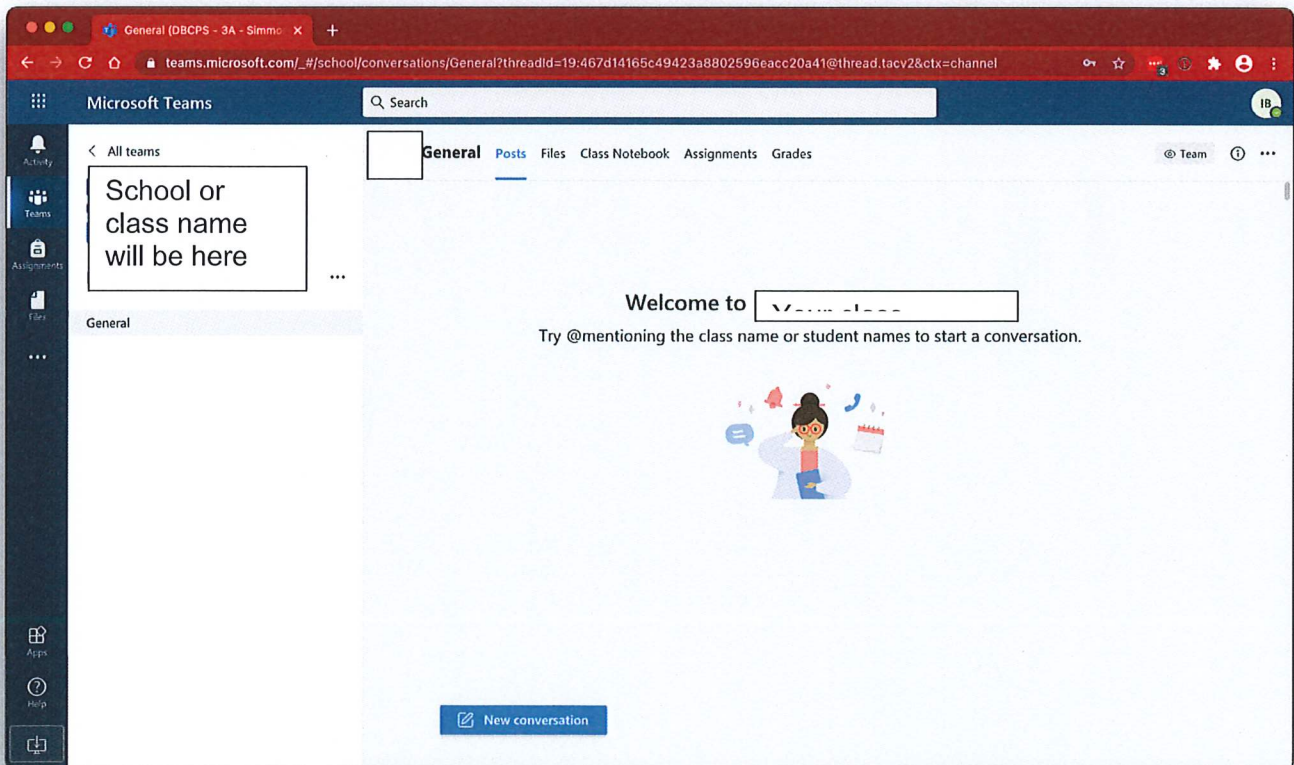 General (DBCPS - 3A - Simmo
teams.microsoft.com/_#/school/conversations/General?threadId=19:467d14165c49423a8802596eacc20a41@thread.tacv2&ctx=channel
3
Microsoft Teams
Search
IB
Activity
Teams
Assignments
Files
Apps
Help
All teams
School or
class name
will be here
General
General Posts Files Class Notebook Assignments Grades
Team
Welcome to
Try @mentioning the class name or student names to start a conversation.
New conversation